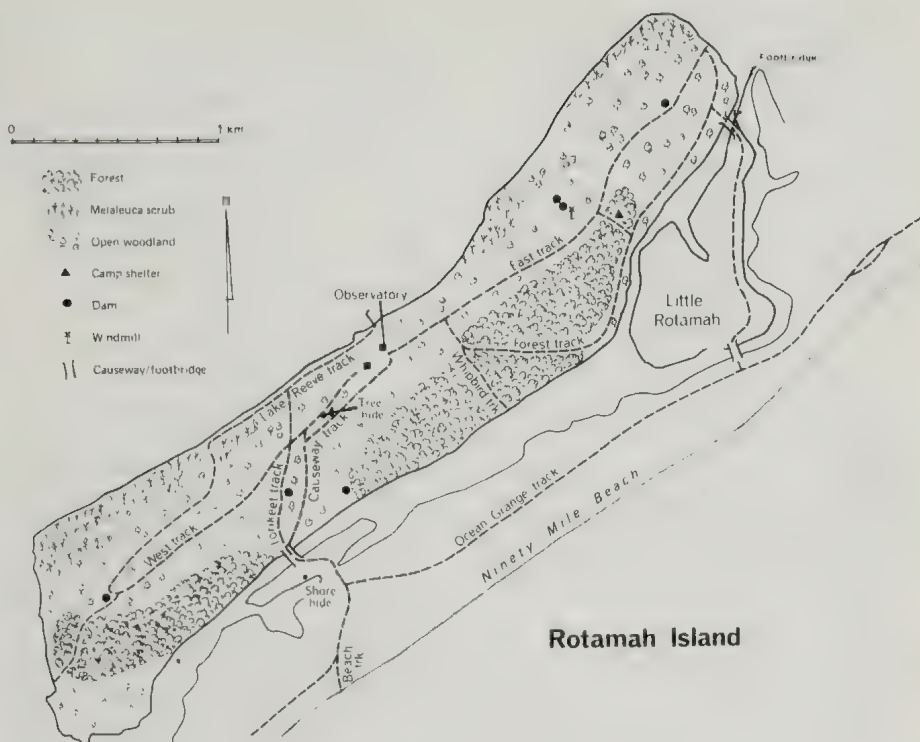 Footbridge
0 1 km
Forest
Melaleuca scrub
Open woodland
Camp shelter
Dam
Windmill
Causeway/footbridge
Observatory
East track
Little
Rotamah
Forest track
Whipbird trk
Lake Reeve track
Tree
hide
Causeway track
Lorikeet track
West track
Ocean Grange track
Ninety Mile Beach
Shore
hide
Beach
trk
Rotamah Island